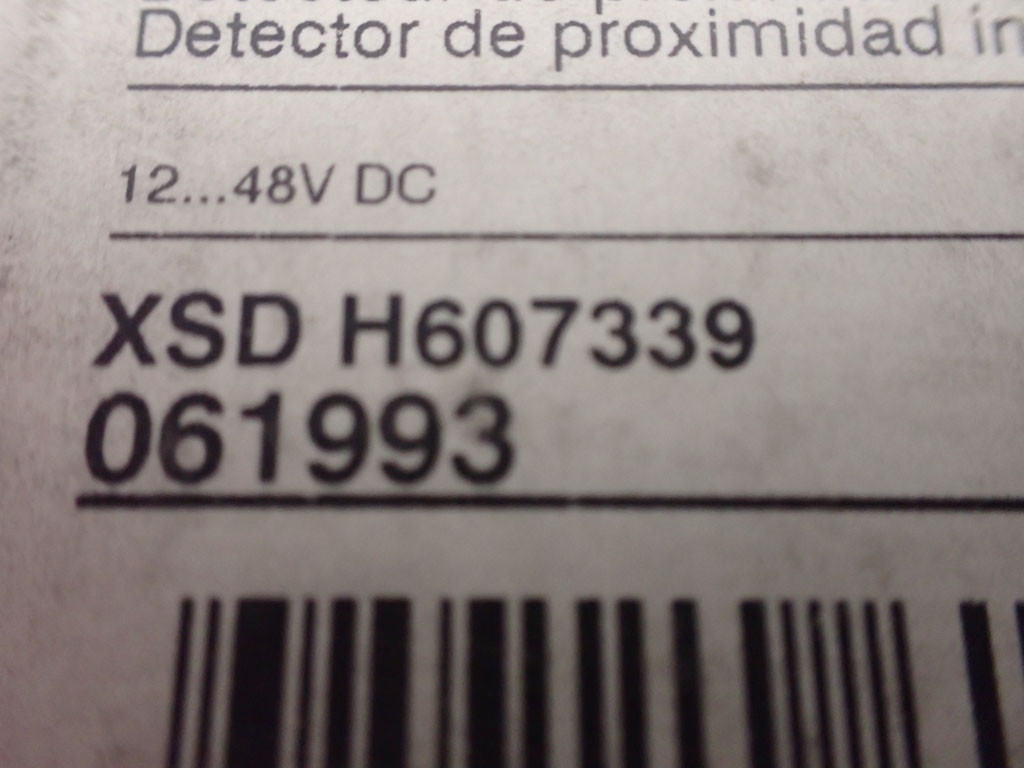 Detector de proximidad
12...48V DC
XSD H607339
061993